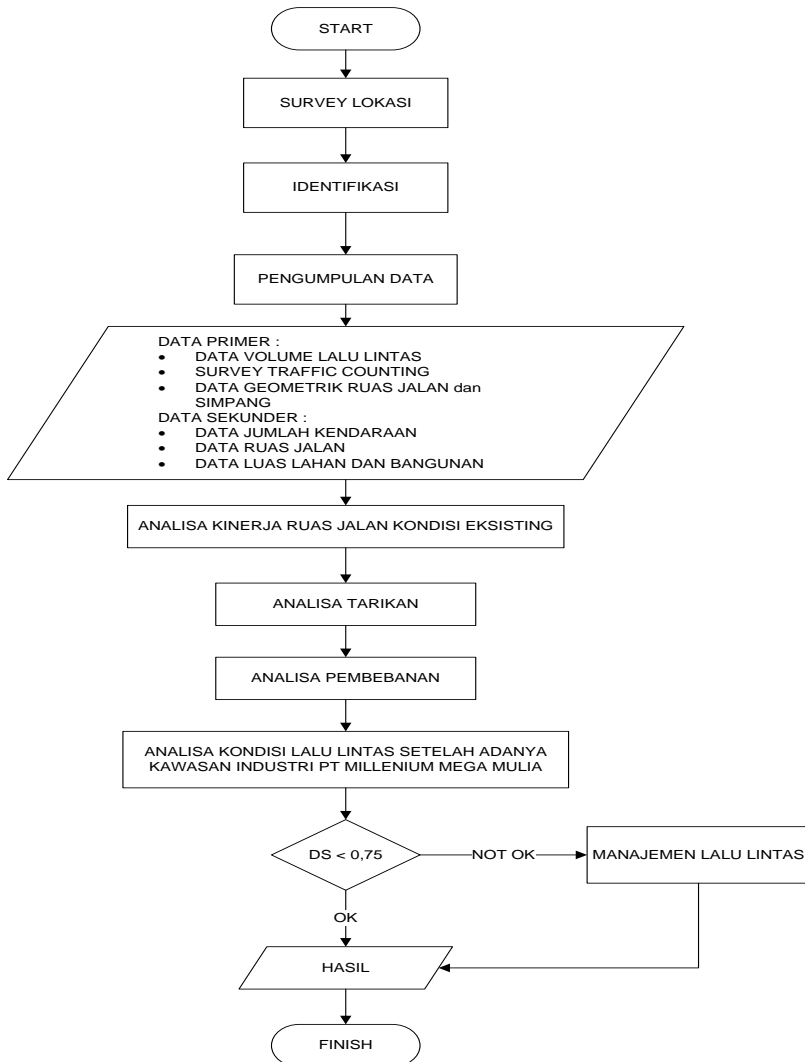 START
SURVEY LOKASI
IDENTIFIKASI
PENGUMPULAN DATA
DATA PRIMER :
• DATA VOLUME LALU LINTAS
• SURVEY TRAFFIC COUNTING
• DATA GEOMETRIK RUAS JALAN dan
SIMPANG
DATA SEKUNDER :
• DATA JUMLAH KENDARAAN
• DATA RUAS JALAN
• DATA LUAS LAHAN DAN BANGUNAN
ANALISA KINERJA RUAS JALAN KONDISI EKSISTING
ANALISA TARIKAN
ANALISA PEMBEBANAN
ANALISA KONDISI LALU LINTAS SETELAH ADANYA
KAWASAN INDUSTRI PT MILLENIUM MEGA MULIA
DS < 0,75
NOT OK
MANAJEMEN LALU LINTAS
OK
HASIL
FINISH